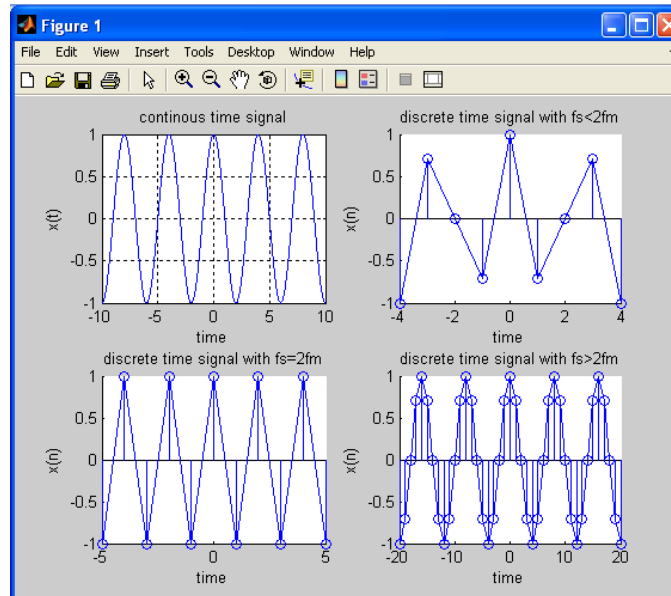 Figure 1
File Edit View Insert Tools Desktop Window Help
continous time signal
1
0.5
0
-0.5
-1
x(t)
-10 -5 0 5 10
time
discrete time signal with fs<2fm
1
0.5
0
-0.5
-1
x(n)
-4 -2 0 2 4
time
discrete time signal with fs=2fm
1
0.5
0
-0.5
-1
x(n)
-5 0 5
time
discrete time signal with fs>2fm
1
0.5
0
-0.5
-1
x(n)
-20 -10 0 10 20
time